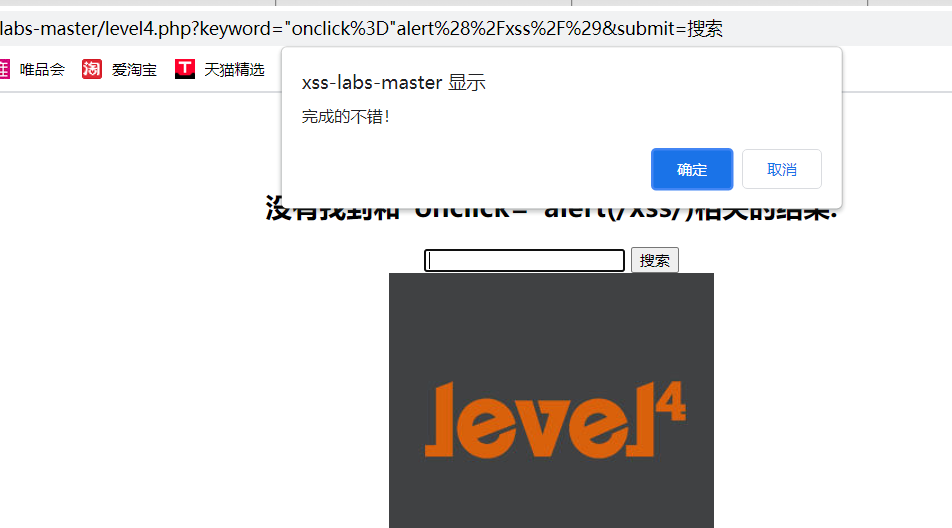 labs-master/level4.php?keyword="onclick%3D"alert%28%2Fxss%2F%29&submit=搜索
唯品会 淘 爱淘宝 T 天猫精选
xss-labs-master 显示
完成的不错！
确定 取消
没有找到和"onclick="alert(/xss/)相关的结果.
搜索
level4